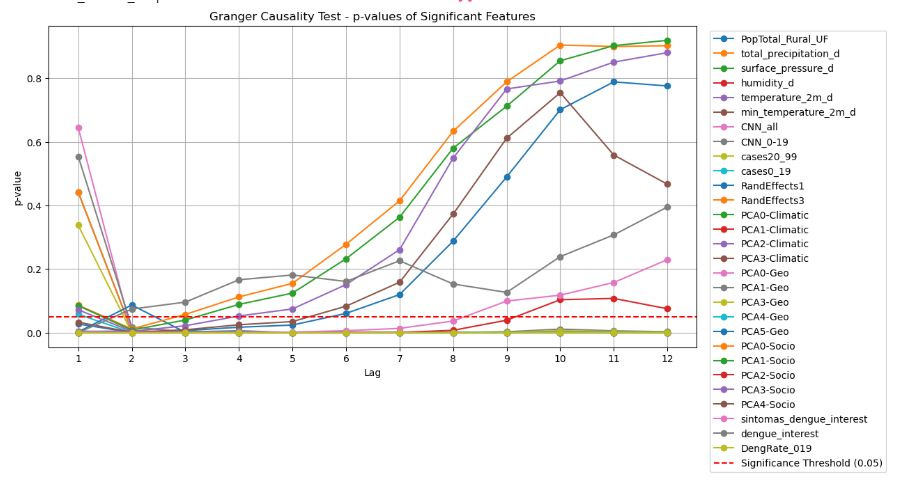 Granger Causality Test - p-values of Significant Features
p-value
0.8
0.6
0.4
0.2
0.0
1 2 3 4 5 6 7 8 9 10 11 12
Lag
PopTotal_Rural_UF
total_precipitation_d
surface_pressure_d
humidity_d
temperature_2m_d
min_temperature_2m_d
CNN_all
CNN_0-19
cases20_99
cases0_19
RandEffects1
RandEffects3
PCA0-Climatic
PCA1-Climatic
PCA2-Climatic
PCA3-Climatic
PCA0-Geo
PCA1-Geo
PCA3-Geo
PCA4-Geo
PCA5-Geo
PCA0-Socio
PCA1-Socio
PCA2-Socio
PCA3-Socio
PCA4-Socio
sintomas_dengue_interest
dengue_interest
DengRate_019
Significance Threshold (0.05)